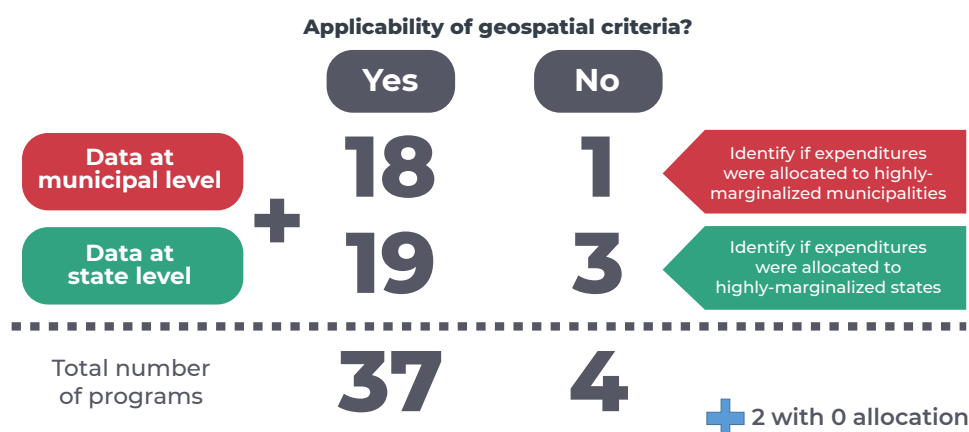 Applicability of geospatial criteria?
Yes
No
Data at
municipal level
18
1
Identify if expenditures
were allocated to highly-
marginalized municipalities
+
Data at
state level
19
3
Identify if expenditures
were allocated to
highly-marginalized states
Total number
of programs
37
4
2 with 0 allocation